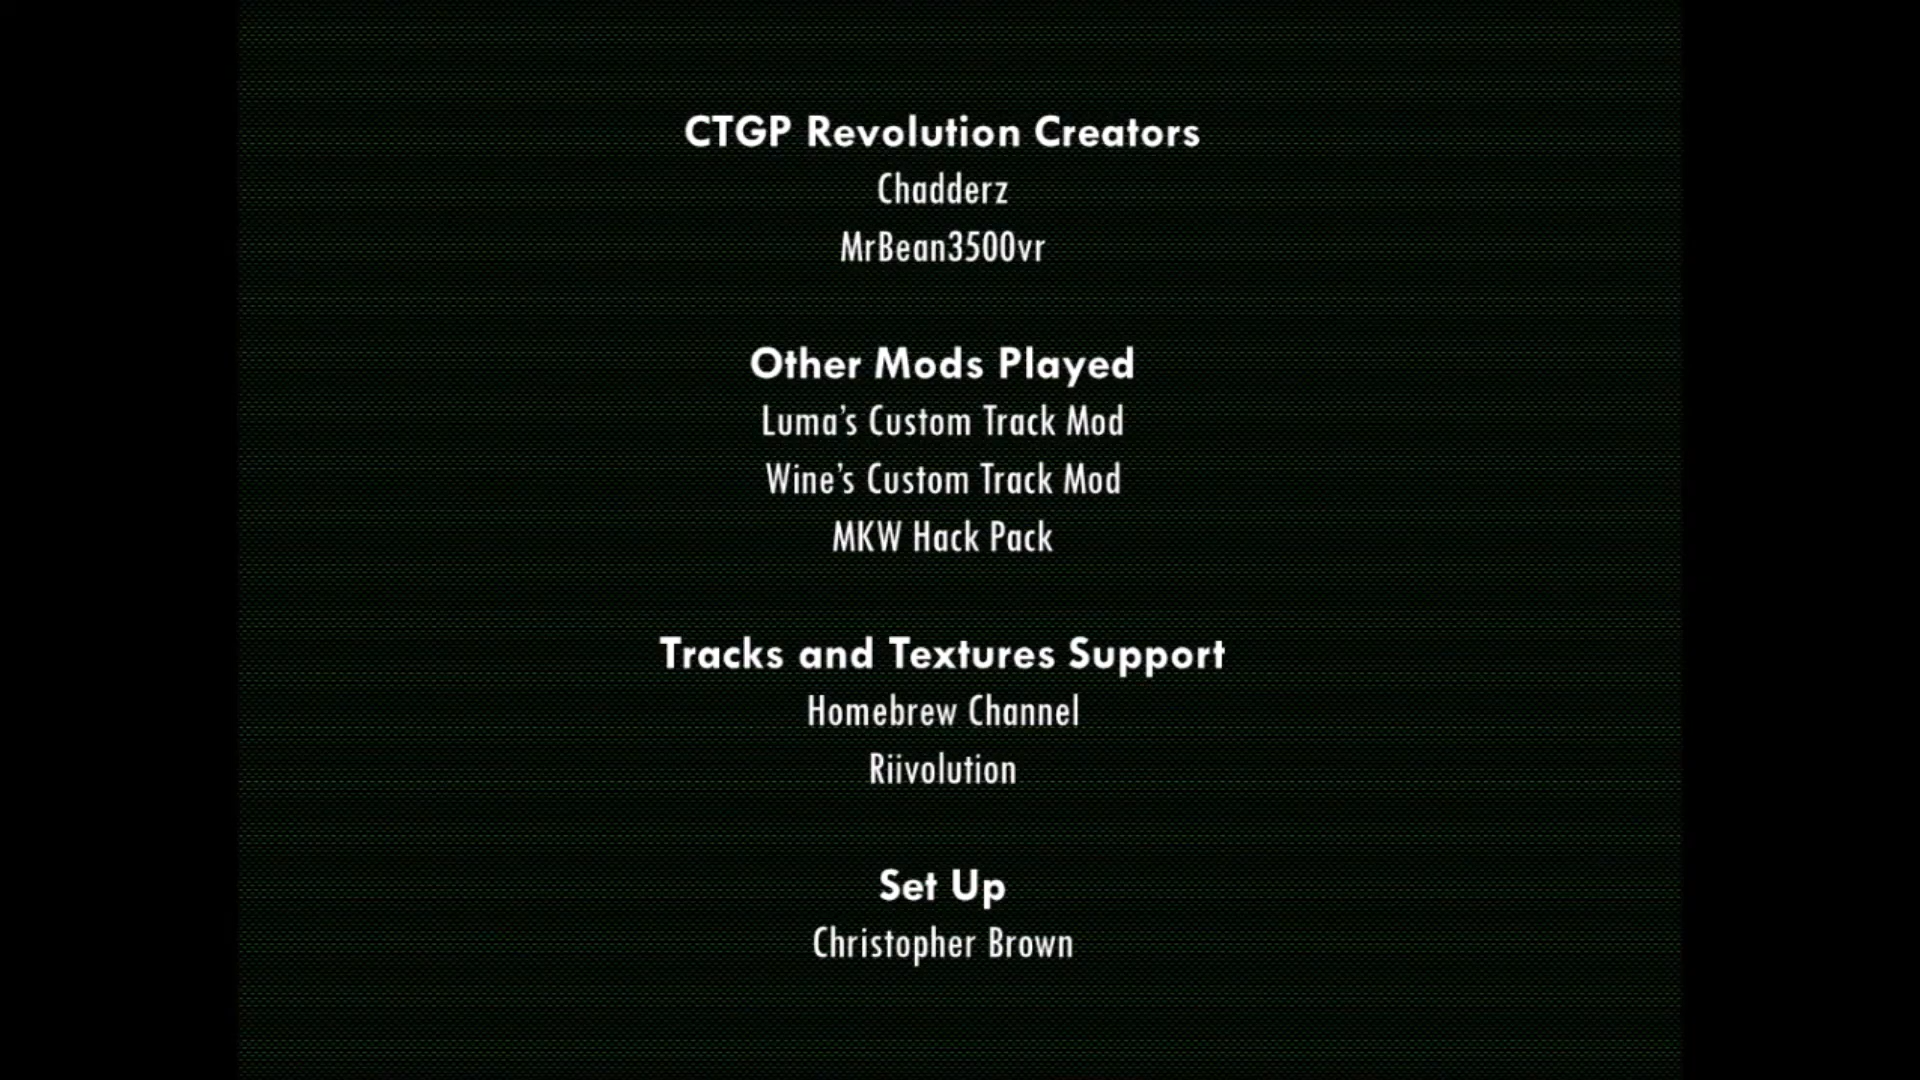 CTGP Revolution Creators
Chadderz
MrBean3500vr
Other Mods Played
Luma’s Custom Track Mod
Wine’s Custom Track Mod
MKW Hack Pack
Tracks and Textures Support
Homebrew Channel
Riivolution
Set Up
Christopher Brown